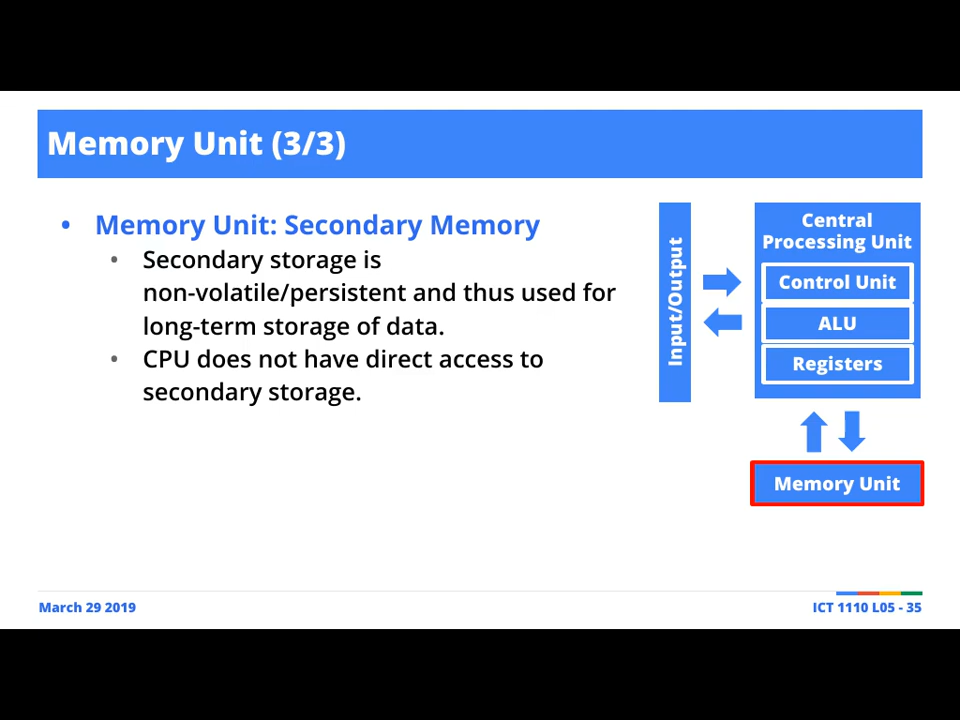 Memory Unit (3/3)
• Memory Unit: Secondary Memory
• Secondary storage is
non-volatile/persistent and thus used for
long-term storage of data.
• CPU does not have direct access to
secondary storage.
Input/Output
Central
Processing Unit
Control Unit
ALU
Registers
Memory Unit
March 29 2019
ICT 1110 L05 - 35